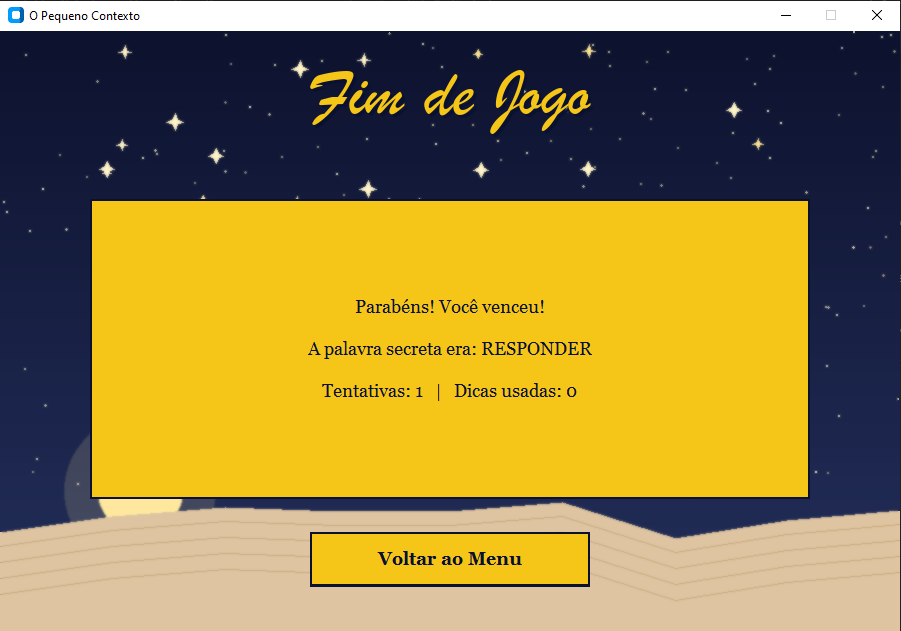 O Pequeno Contexto
Fim de Jogo
Parabéns! Você venceu!
A palavra secreta era: RESPONDER
Tentativas: 1 | Dicas usadas: 0
Voltar ao Menu